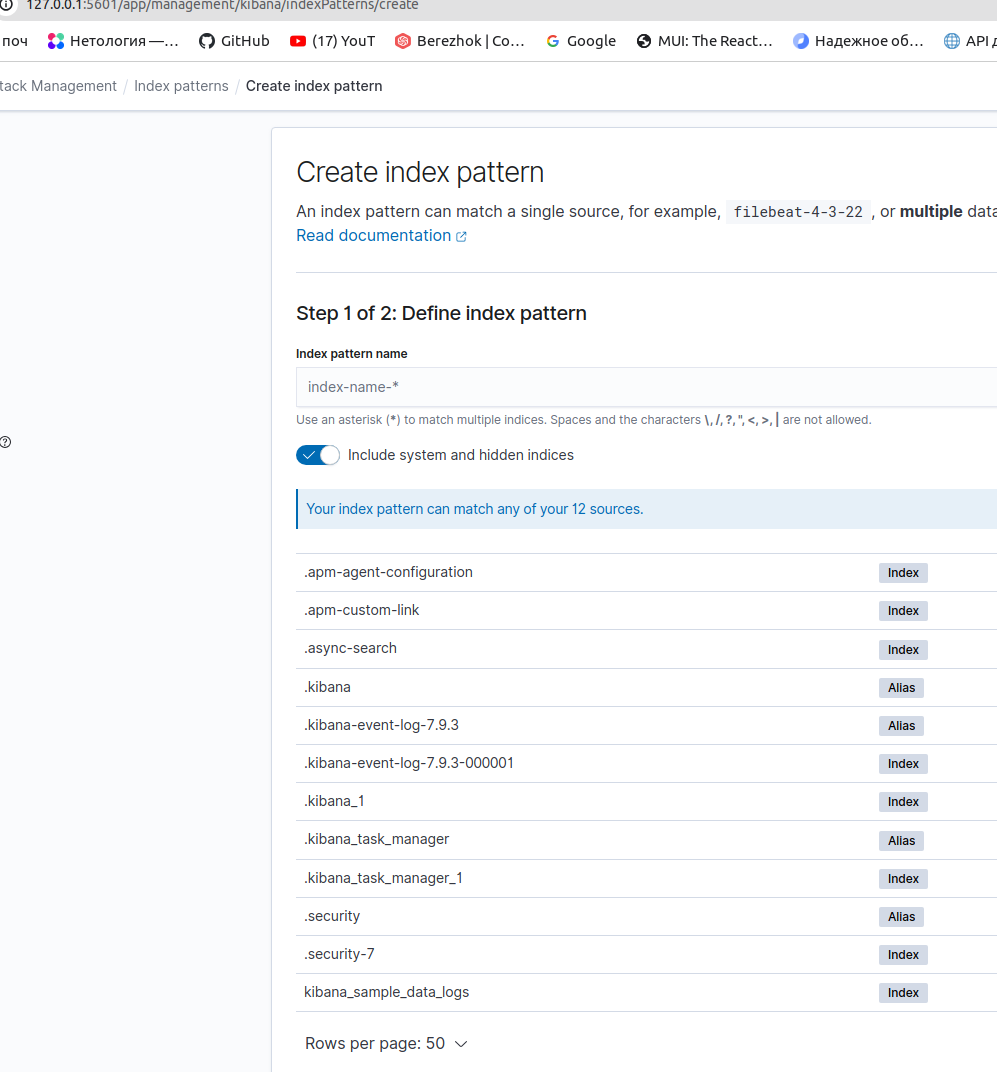 127.0.0.1:5601/app/management/kibana/indexPatterns/create
поч Нетология —... GitHub (17) YouT Berezhok | Co... Google MUI: The React... Надежное об... API д
tack Management / Index patterns / Create index pattern
Create index pattern
An index pattern can match a single source, for example, filebeat-4-3-22 , or multiple data
Read documentation
Step 1 of 2: Define index pattern
Index pattern name
index-name-*
Use an asterisk (*) to match multiple indices. Spaces and the characters \, /, ?, ", <, >, | are not allowed.
Include system and hidden indices
Your index pattern can match any of your 12 sources.
.apm-agent-configuration Index
.apm-custom-link Index
.async-search Index
.kibana Alias
.kibana-event-log-7.9.3 Alias
.kibana-event-log-7.9.3-000001 Index
.kibana_1 Index
.kibana_task_manager Alias
.kibana_task_manager_1 Index
.security Alias
.security-7 Index
kibana_sample_data_logs Index
Rows per page: 50